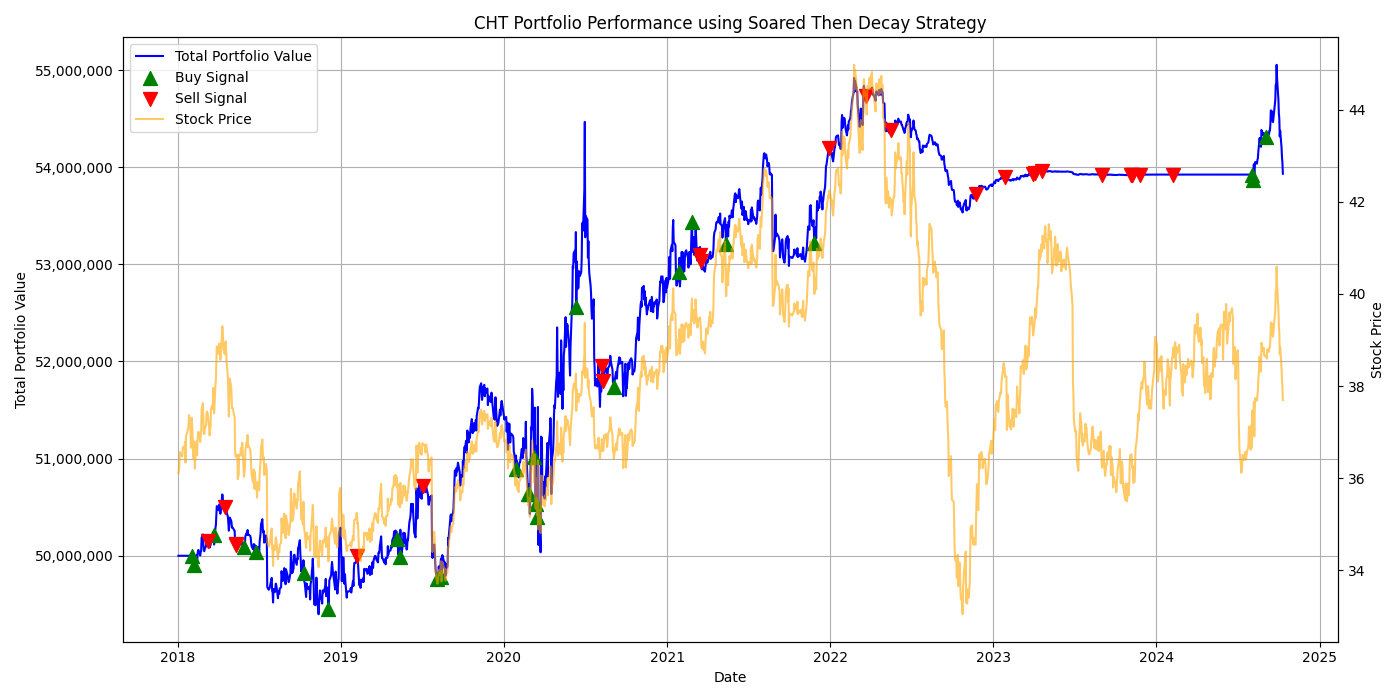 CHT Portfolio Performance using Soared Then Decay Strategy
Total Portfolio Value
Buy Signal
Sell Signal
Stock Price
55,000,000
54,000,000
53,000,000
52,000,000
51,000,000
50,000,000
Total Portfolio Value
44
42
40
38
36
34
Stock Price
2018 2019 2020 2021 2022 2023 2024 2025
Date